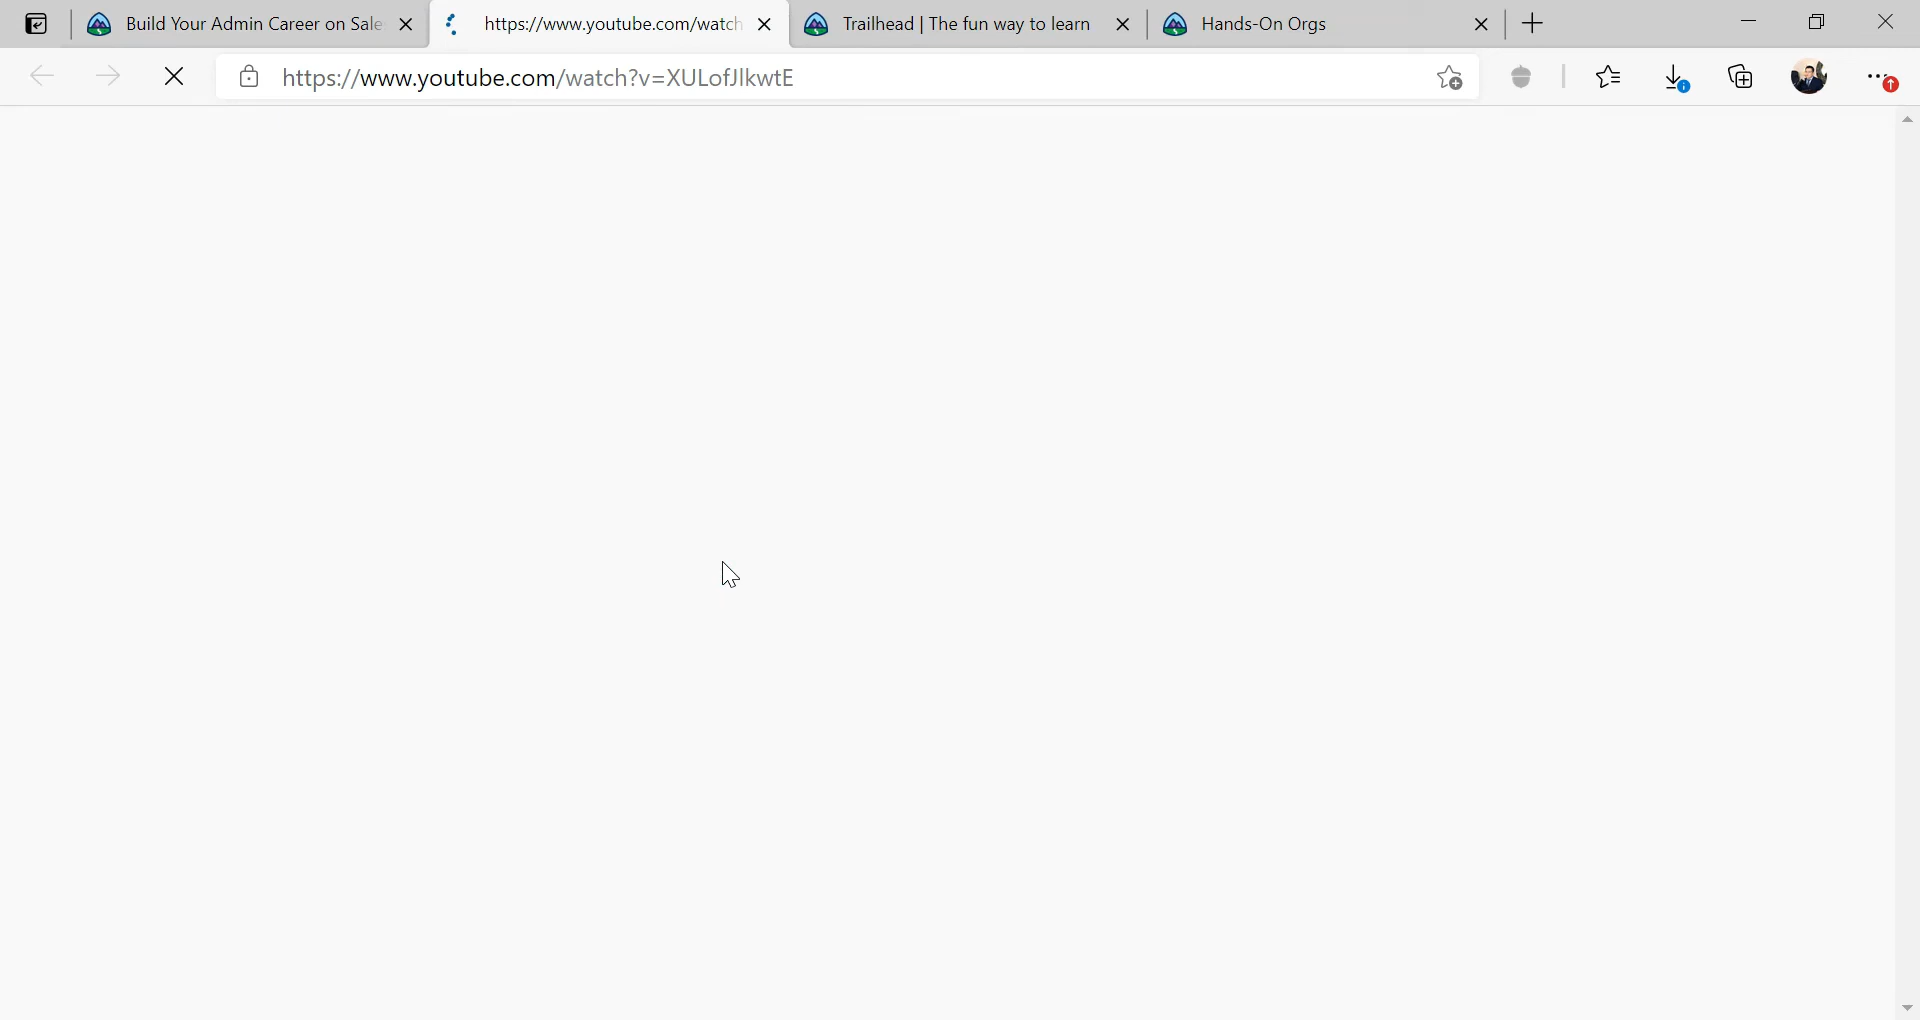 Build Your Admin Career on Sale
https://www.youtube.com/watch
Trailhead | The fun way to learn
Hands-On Orgs
https://www.youtube.com/watch?v=XULofJlkwtE